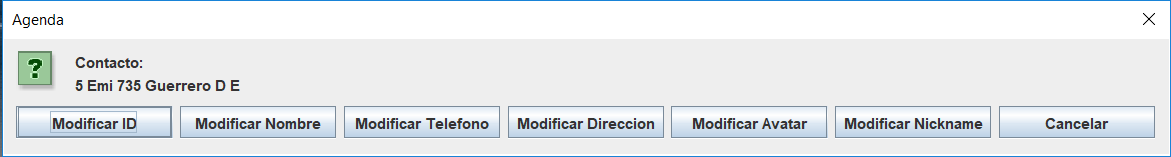 Agenda
?
Contacto:
5 Emi 735 Guerrero D E
Modificar ID
Modificar Nombre
Modificar Telefono
Modificar Direccion
Modificar Avatar
Modificar Nickname
Cancelar